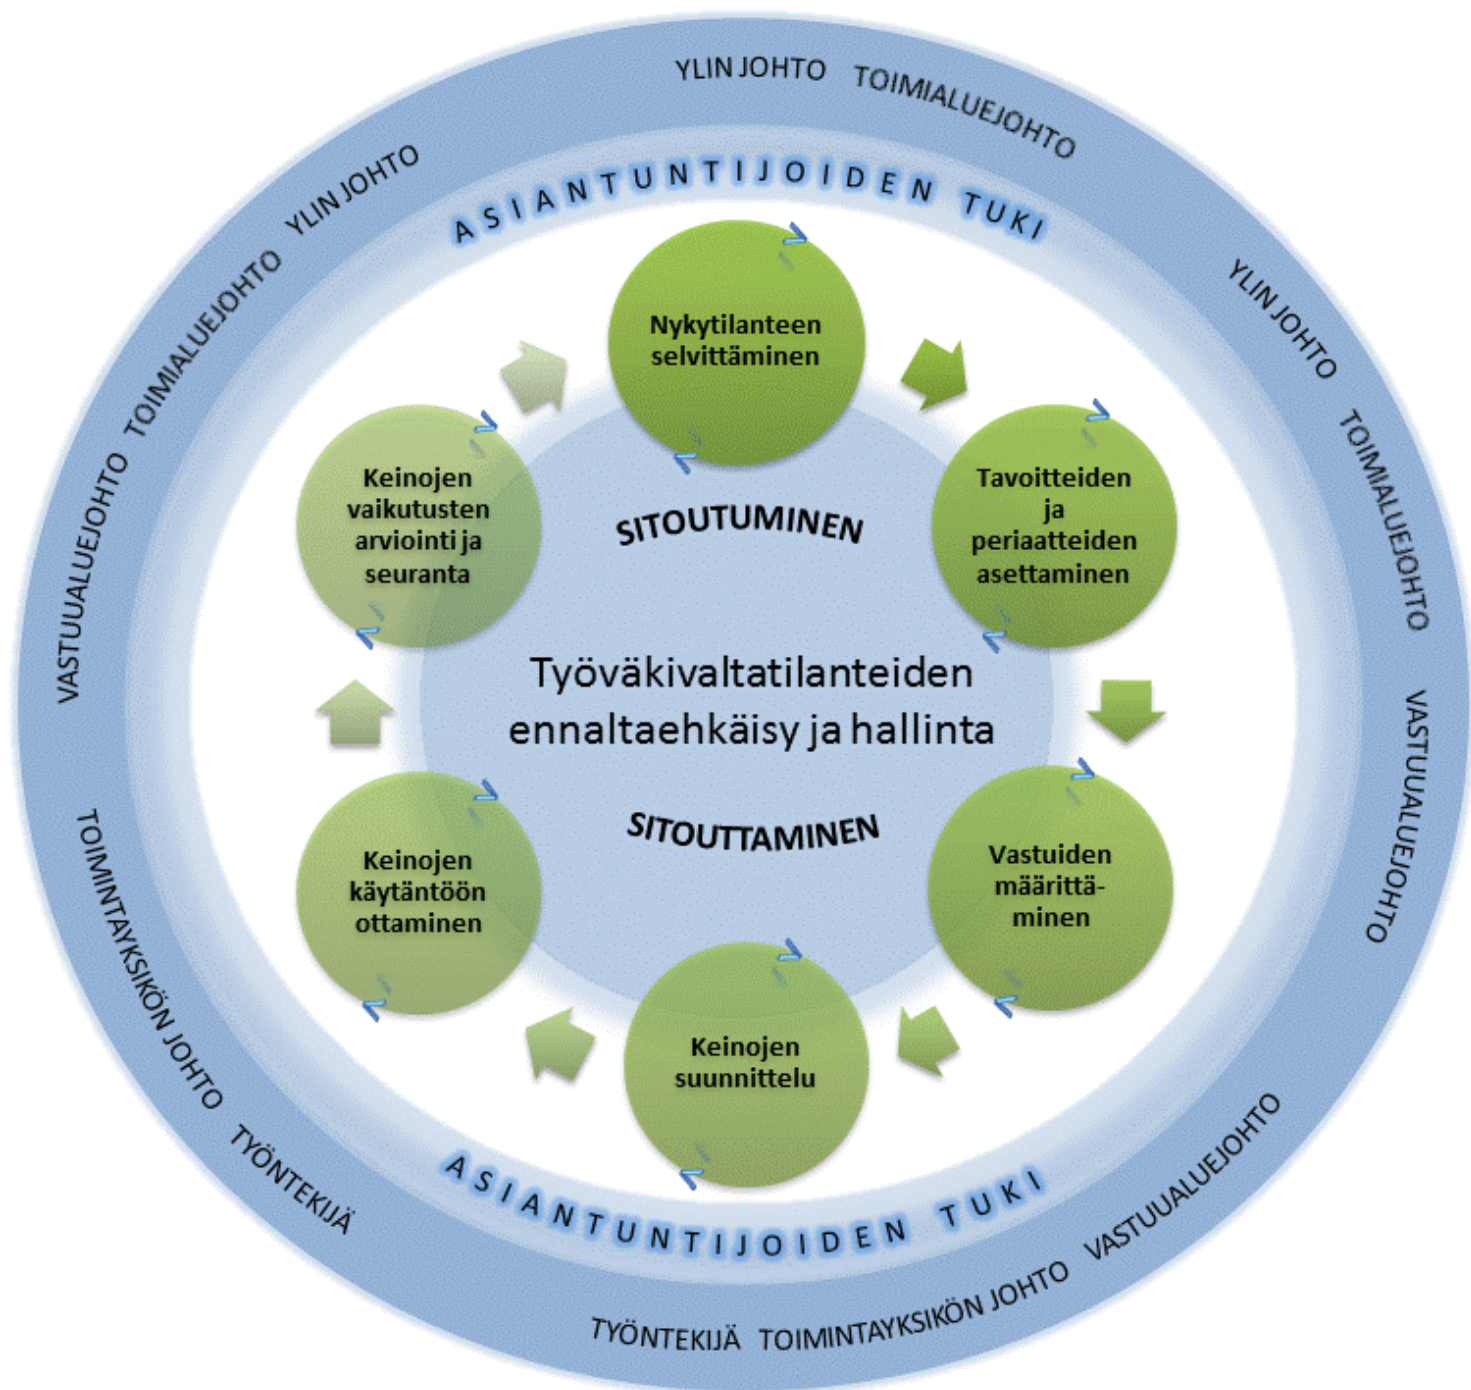 YLIN JOHTO TOIMIALUEJOHTO
YLIN JOHTO TOIMIALUEJOHTO VASTUUALUEJOHTO
VASTUUALUEJOHTO TOIMIALUEJOHTO YLIN JOHTO
ASIANTUNTIJOIDEN TUKI
Nykytilanteen
selvittäminen
Tavoitteiden
ja
periaatteiden
asettaminen
Vastuiden
määrittä-
minen
Keinojen
suunnittelu
Keinojen
käytäntöön
ottaminen
Keinojen
vaikutusten
arviointi ja
seuranta
SITOUTUMINEN
Työväkivaltatilanteiden
ennaltaehkäisy ja hallinta
SITOUTTAMINEN
ASIANTUNTIJOIDEN TUKI
TOIMINTAYKSIKÖN JOHTO TYÖNTEKIJÄ
TYÖNTEKIJÄ TOIMINTAYKSIKÖN JOHTO VASTUUALUEJOHTO